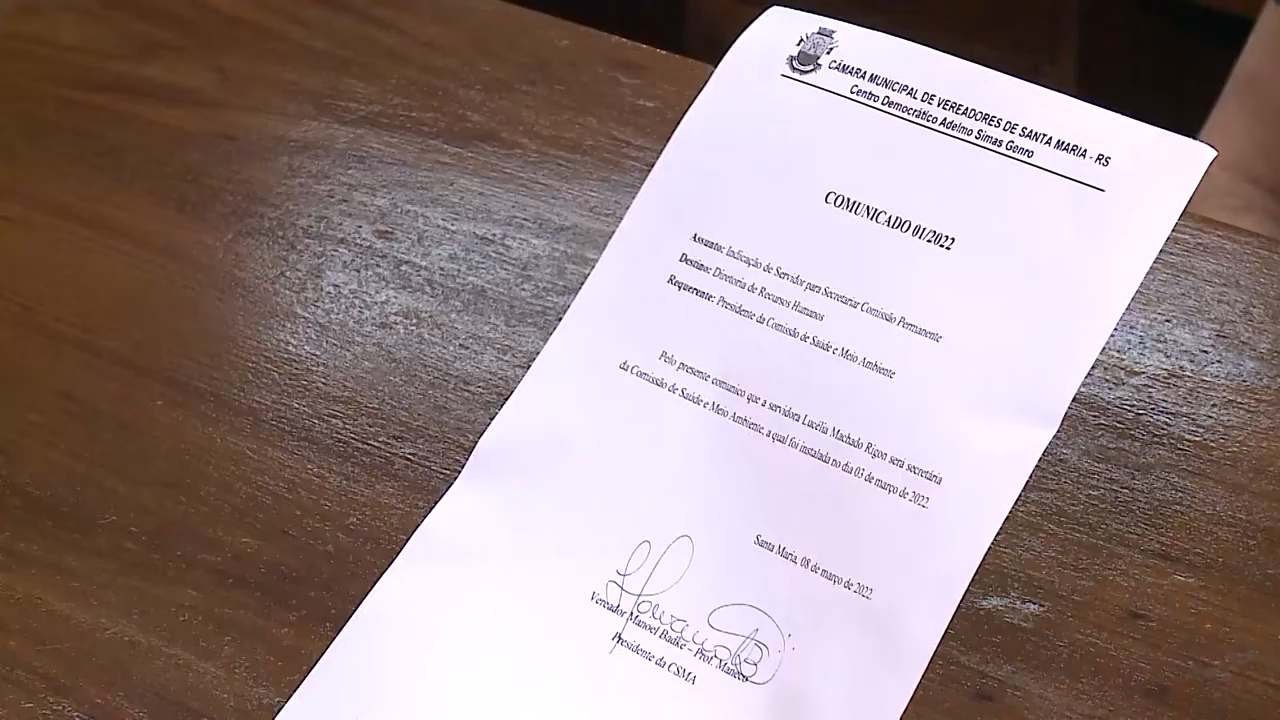 CÂMARA MUNICIPAL DE VEREADORES DE SANTA MARIA - RS
Centro Democrático Adelmo Simas Genro
COMUNICADO 01/2022
Assunto: Indicação de Servidor para Secretariar Comissão Permanente
Destino: Diretoria de Recursos Humanos
Requerente: Presidente da Comissão de Saúde e Meio Ambiente
Pelo presente comunico que a servidora Lucélia Machado Rigon será secretária
da Comissão de Saúde e Meio Ambiente, a qual foi instalada no dia 03 de março de 2022.
Santa Maria, 08 de março de 2022.
Vereador Manoel Badke – Prof. Maneco
Presidente da CSMA